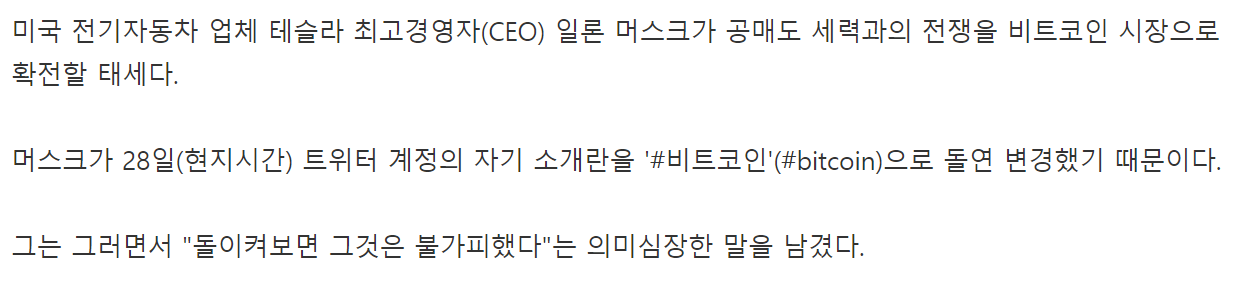 미국 전기자동차 업체 테슬라 최고경영자(CEO) 일론 머스크가 공매도 세력과의 전쟁을 비트코인 시장으로
확전할 태세다.
머스크가 28일(현지시간) 트위터 계정의 자기 소개란을 '#비트코인'(#bitcoin)으로 돌연 변경했기 때문이다.
그는 그러면서 "돌이켜보면 그것은 불가피했다"는 의미심장한 말을 남겼다.